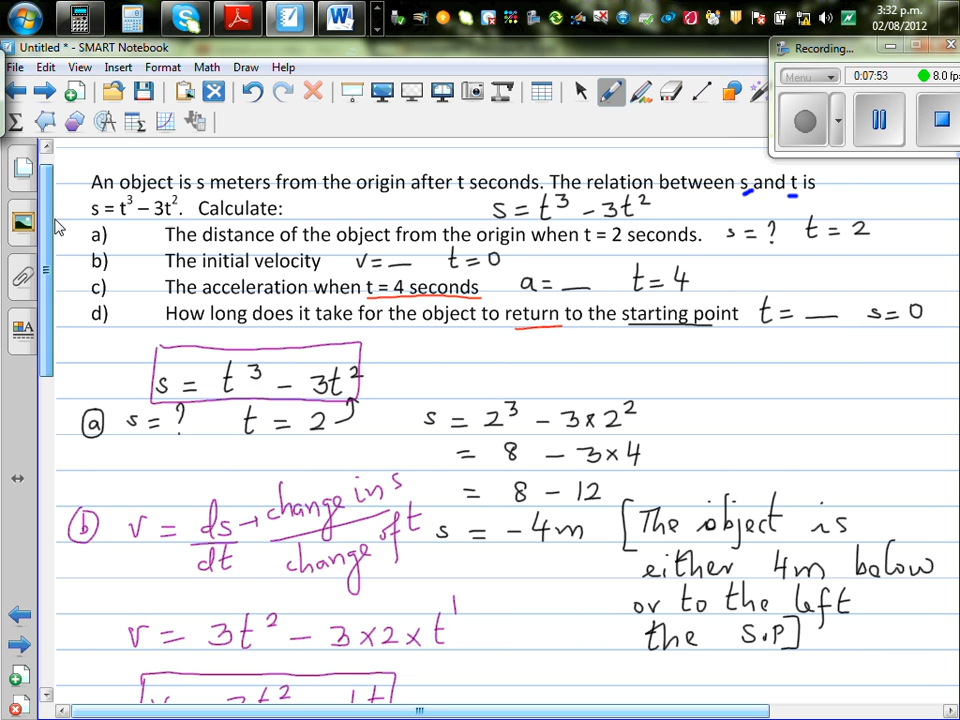 3:32 p.m.
02/08/2012
Untitled * - SMART Notebook
Recording...
File Edit View Insert Format Math Draw Help
Menu 0:07:53 8.0 fp
An object is s meters from the origin after t seconds. The relation between s and t is
s = t³ – 3t². Calculate: s = t³ - 3t²
a) The distance of the object from the origin when t = 2 seconds. s = ? t = 2
b) The initial velocity v = __ t = 0
c) The acceleration when t = 4 seconds a = __ t = 4
d) How long does it take for the object to return to the starting point t = __ s = 0
s = t³ - 3t²
(a) s = ? t = 2
s = 2³ - 3×2²
= 8 - 3×4
= 8 - 12
s = -4m [The object is
either 4m below
or to the left
the S.P]
(b) v = ds/dt → change in s / change of t
v = 3t² - 3×2×t¹